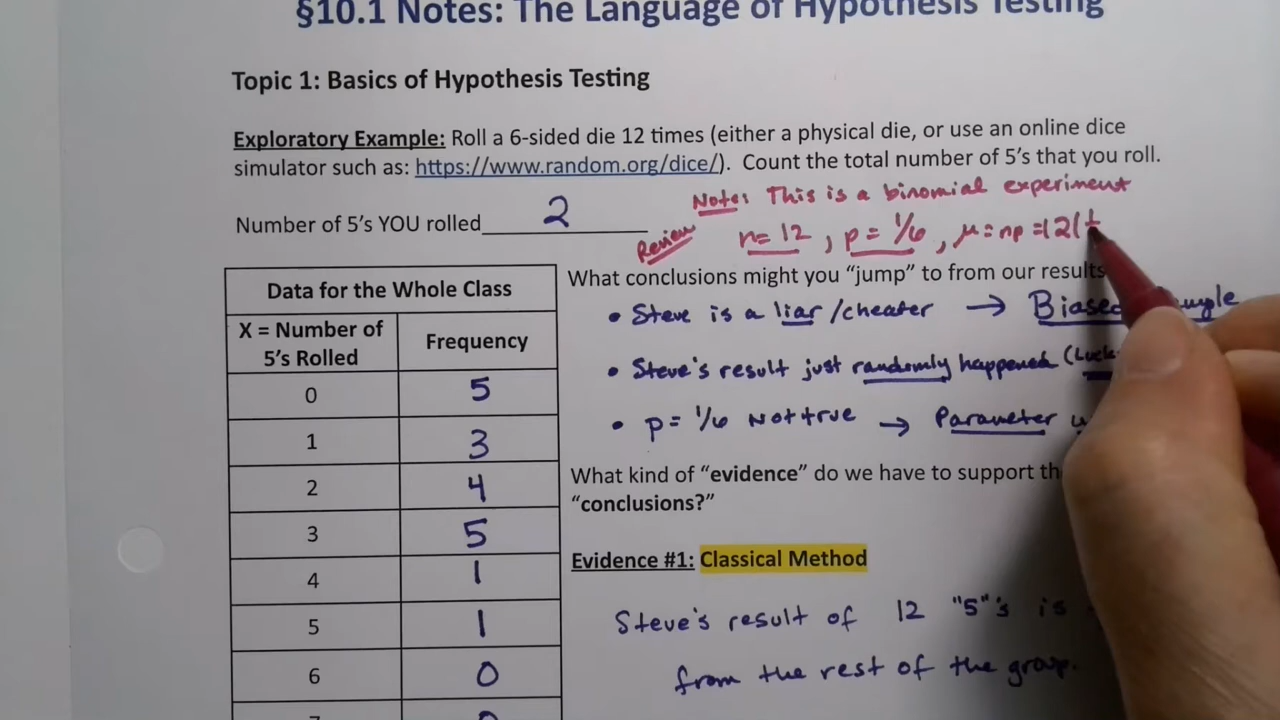 §10.1 Notes: The Language of Hypothesis Testing
Topic 1: Basics of Hypothesis Testing
Exploratory Example: Roll a 6-sided die 12 times (either a physical die, or use an online dice
simulator such as: https://www.random.org/dice/). Count the total number of 5's that you roll.
Note: This is a binomial experiment
Number of 5's YOU rolled 2
Review n = 12, p = 1/6, μ = np = 12(
Data for the Whole Class
X = Number of 5's Rolled Frequency
0 5
1 3
2 4
3 5
4 1
5 1
6 0
What conclusions might you "jump" to from our results
• Steve is a liar/cheater → Biased
• Steve's result just randomly happened (Luck
• p = 1/6 Not true → Parameter
What kind of "evidence" do we have to support
"conclusions?"
Evidence #1: Classical Method
Steve's result of 12 "5"'s is
from the rest of the group.